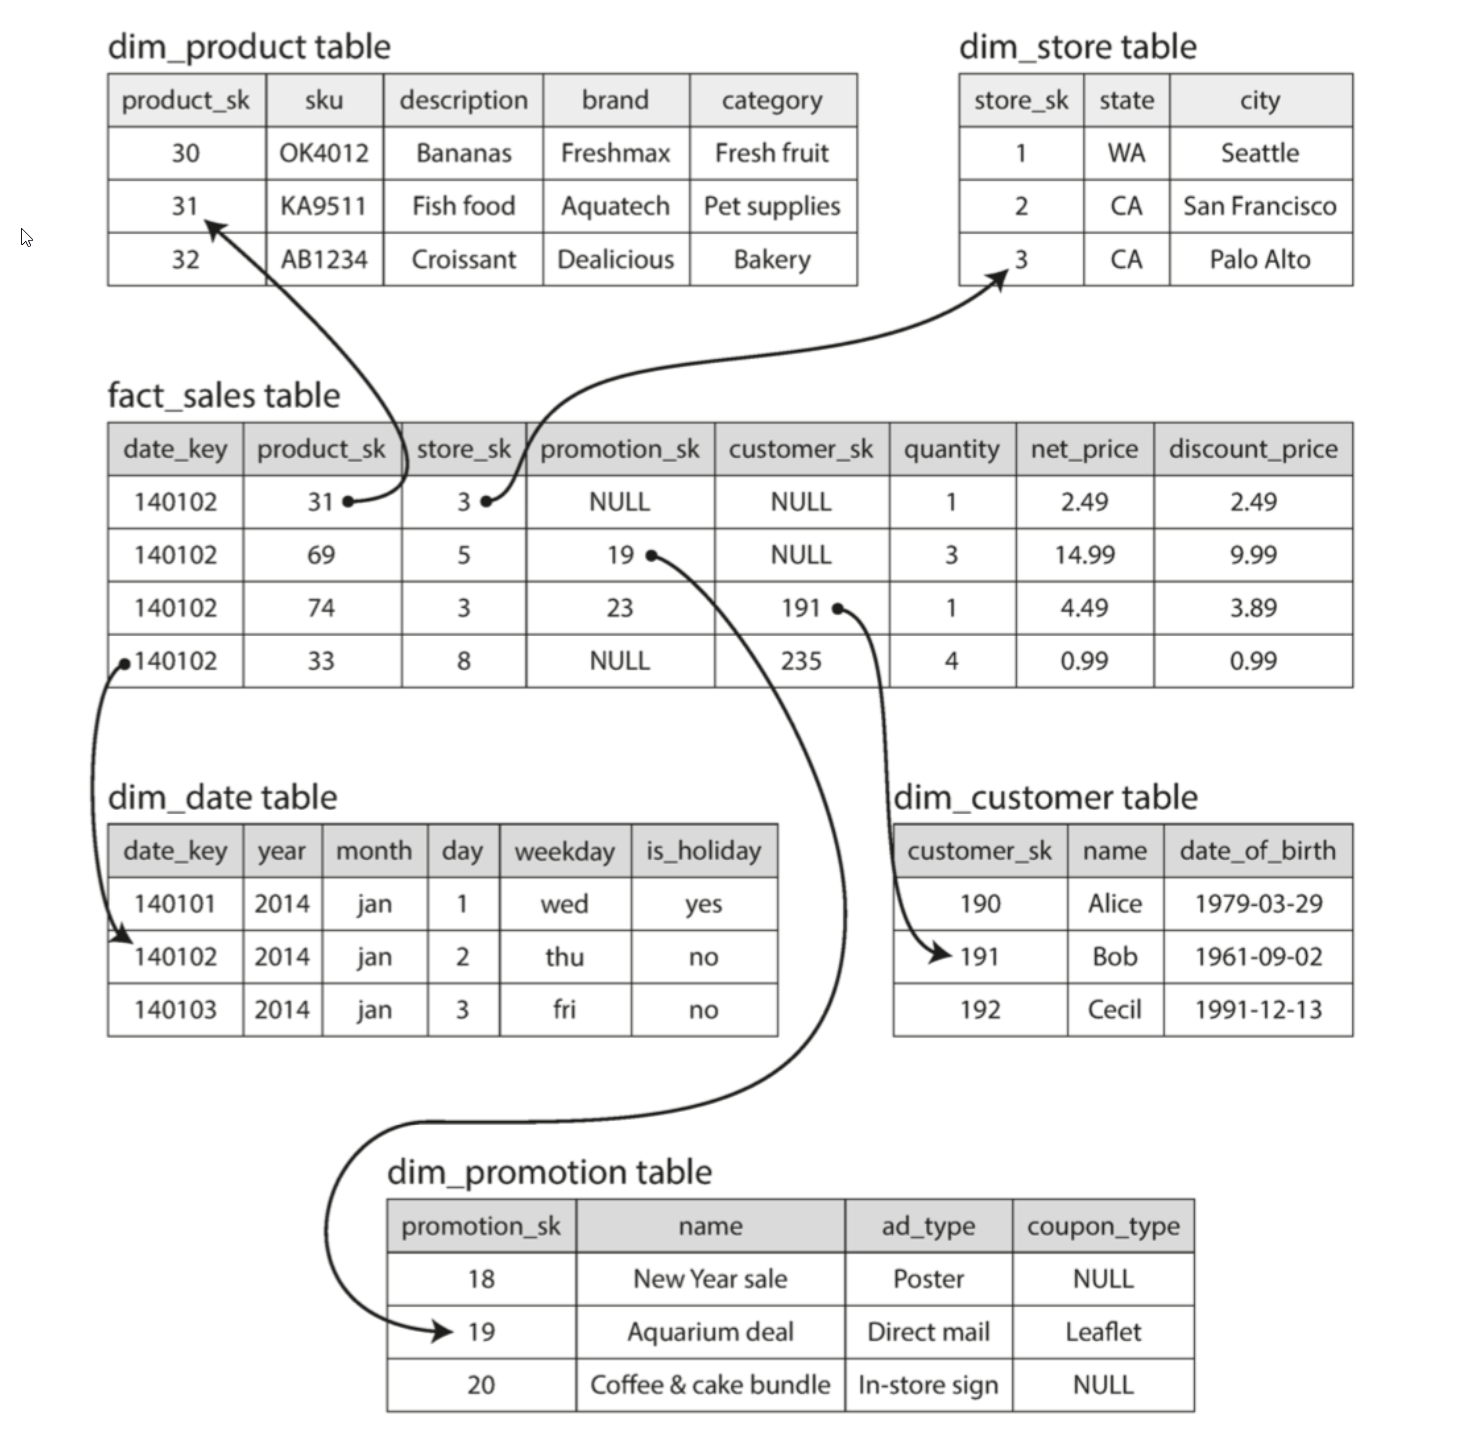 dim_product table
product_sk sku description brand category
30 OK4012 Bananas Freshmax Fresh fruit
31 KA9511 Fish food Aquatech Pet supplies
32 AB1234 Croissant Dealicious Bakery
dim_store table
store_sk state city
1 WA Seattle
2 CA San Francisco
3 CA Palo Alto
fact_sales table
date_key product_sk store_sk promotion_sk customer_sk quantity net_price discount_price
140102 31 3 NULL NULL 1 2.49 2.49
140102 69 5 19 NULL 3 14.99 9.99
140102 74 3 23 191 1 4.49 3.89
140102 33 8 NULL 235 4 0.99 0.99
dim_date table
date_key year month day weekday is_holiday
140101 2014 jan 1 wed yes
140102 2014 jan 2 thu no
140103 2014 jan 3 fri no
dim_customer table
customer_sk name date_of_birth
190 Alice 1979-03-29
191 Bob 1961-09-02
192 Cecil 1991-12-13
dim_promotion table
promotion_sk name ad_type coupon_type
18 New Year sale Poster NULL
19 Aquarium deal Direct mail Leaflet
20 Coffee & cake bundle In-store sign NULL